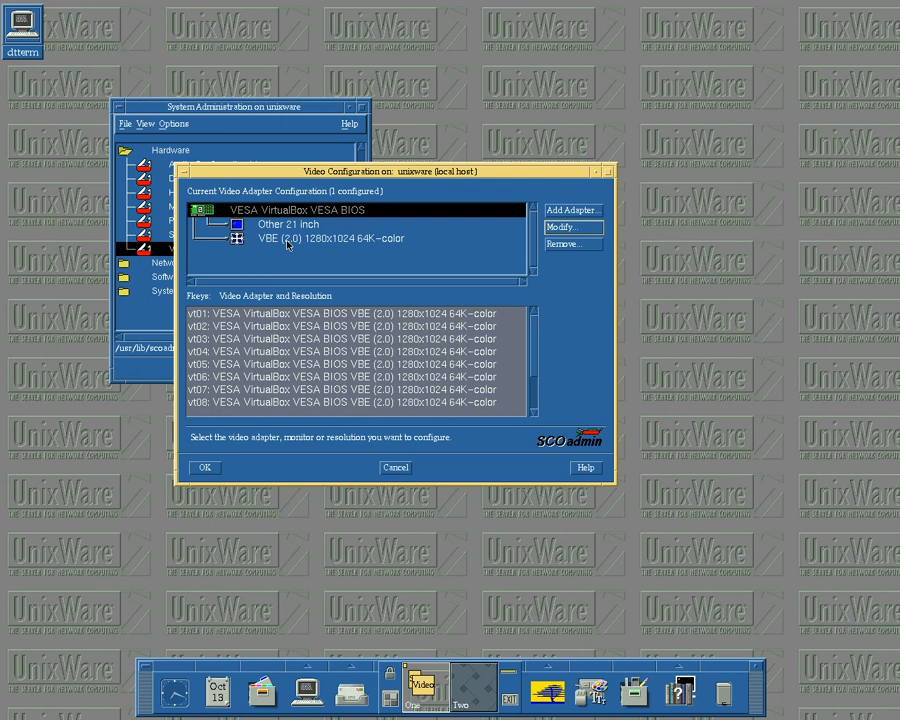 dtterm
System Administration on unixware
File View Options Help
Hardware
Video Configuration on: unixware (local host)
Current Video Adapter Configuration (1 configured)
VESA VirtualBox VESA BIOS
Other 21 inch
VBE (2.0) 1280x1024 64K-color
Add Adapter...
Modify...
Remove...
Netw
Softw
Syste
/usr/lib/scoadm
Fkeys: Video Adapter and Resolution
vt01: VESA VirtualBox VESA BIOS VBE (2.0) 1280x1024 64K-color
vt02: VESA VirtualBox VESA BIOS VBE (2.0) 1280x1024 64K-color
vt03: VESA VirtualBox VESA BIOS VBE (2.0) 1280x1024 64K-color
vt04: VESA VirtualBox VESA BIOS VBE (2.0) 1280x1024 64K-color
vt05: VESA VirtualBox VESA BIOS VBE (2.0) 1280x1024 64K-color
vt06: VESA VirtualBox VESA BIOS VBE (2.0) 1280x1024 64K-color
vt07: VESA VirtualBox VESA BIOS VBE (2.0) 1280x1024 64K-color
vt08: VESA VirtualBox VESA BIOS VBE (2.0) 1280x1024 64K-color
Select the video adapter, monitor or resolution you want to configure.
SCOadmin
OK Cancel Help
UnixWare
THE SERVER FOR NETWORK COMPUTING
Oct
13
Video
One
Two
EXIT